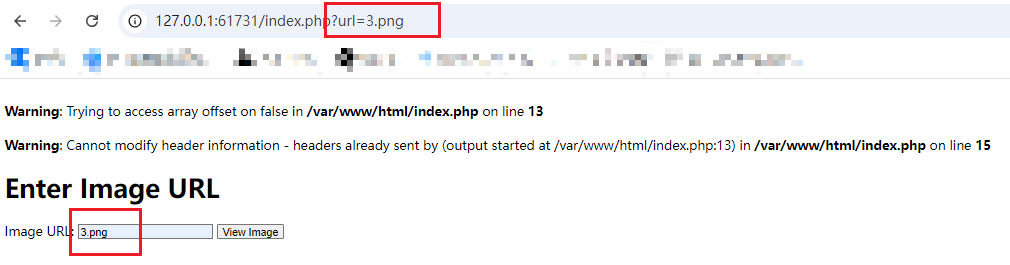 127.0.0.1:61731/index.php?url=3.png
Warning: Trying to access array offset on false in /var/www/html/index.php on line 13
Warning: Cannot modify header information - headers already sent by (output started at /var/www/html/index.php:13) in /var/www/html/index.php on line 15
Enter Image URL
Image URL: 3.png View Image